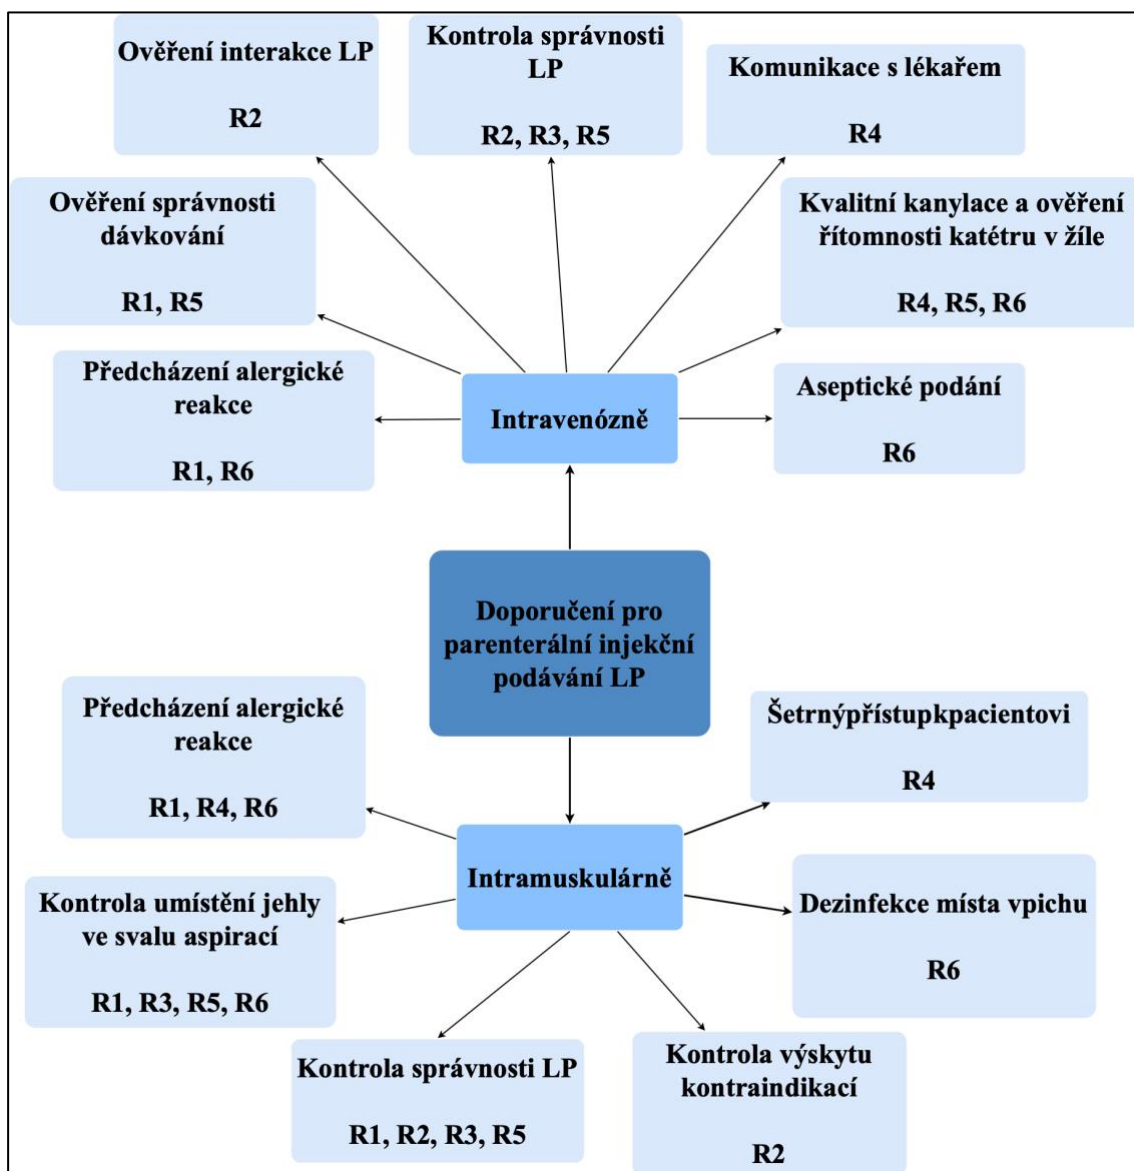 Ověření interakce LP
R2
Kontrola správnosti
LP
R2, R3, R5
Komunikace s lékařem
R4
Ověření správnosti
dávkování
R1, R5
Kvalitní kanylace a ověření
řítomnosti katétru v žíle
R4, R5, R6
Předcházení alergické
reakce
R1, R6
Intravenózně
Aseptické podání
R6
Doporučení pro
parenterální injekční
podávání LP
Předcházení alergické
reakce
R1, R4, R6
Šetrnýpřístupkpacientovi
R4
Intramuskulárně
Kontrola umístění jehly
ve svalu aspirací
R1, R3, R5, R6
Dezinfekce místa vpichu
R6
Kontrola správnosti LP
R1, R2, R3, R5
Kontrola výskytu
kontraindikací
R2